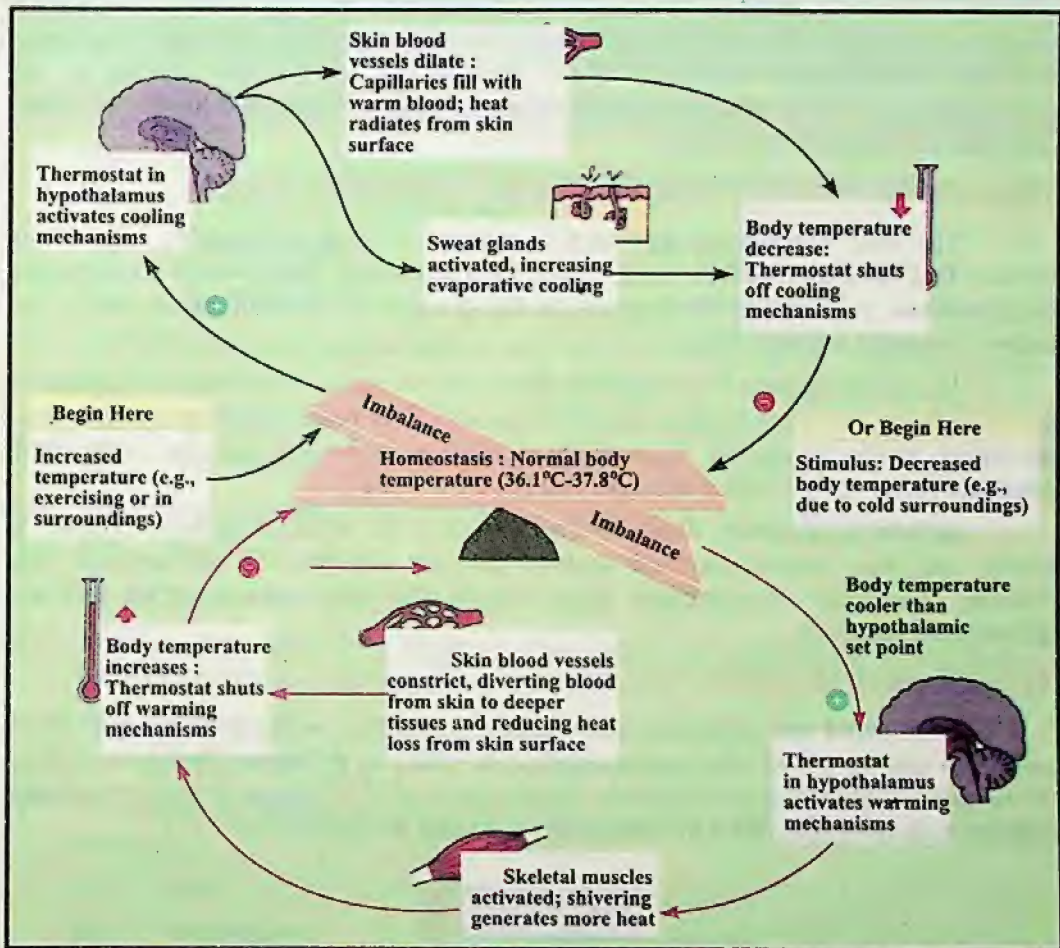 Skin blood
vessels dilate :
Capillaries fill with
warm blood; heat
radiates from skin
surface
Thermostat in
hypothalamus
activates cooling
mechanisms
Sweat glands
activated, increasing
evaporative cooling
Body temperature
decrease:
Thermostat shuts
off cooling
mechanisms
+
−
Begin Here
Increased
temperature (e.g.,
exercising or in
surroundings)
Imbalance
Homeostasis : Normal body
temperature (36.1°C-37.8°C)
Imbalance
Or Begin Here
Stimulus: Decreased
body temperature (e.g.,
due to cold surroundings)
−
Body temperature
increases :
Thermostat shuts
off warming
mechanisms
Skin blood vessels
constrict, diverting blood
from skin to deeper
tissues and reducing heat
loss from skin surface
Body temperature
cooler than
hypothalamic
set point
+
Thermostat
in hypothalamus
activates warming
mechanisms
Skeletal muscles
activated; shivering
generates more heat